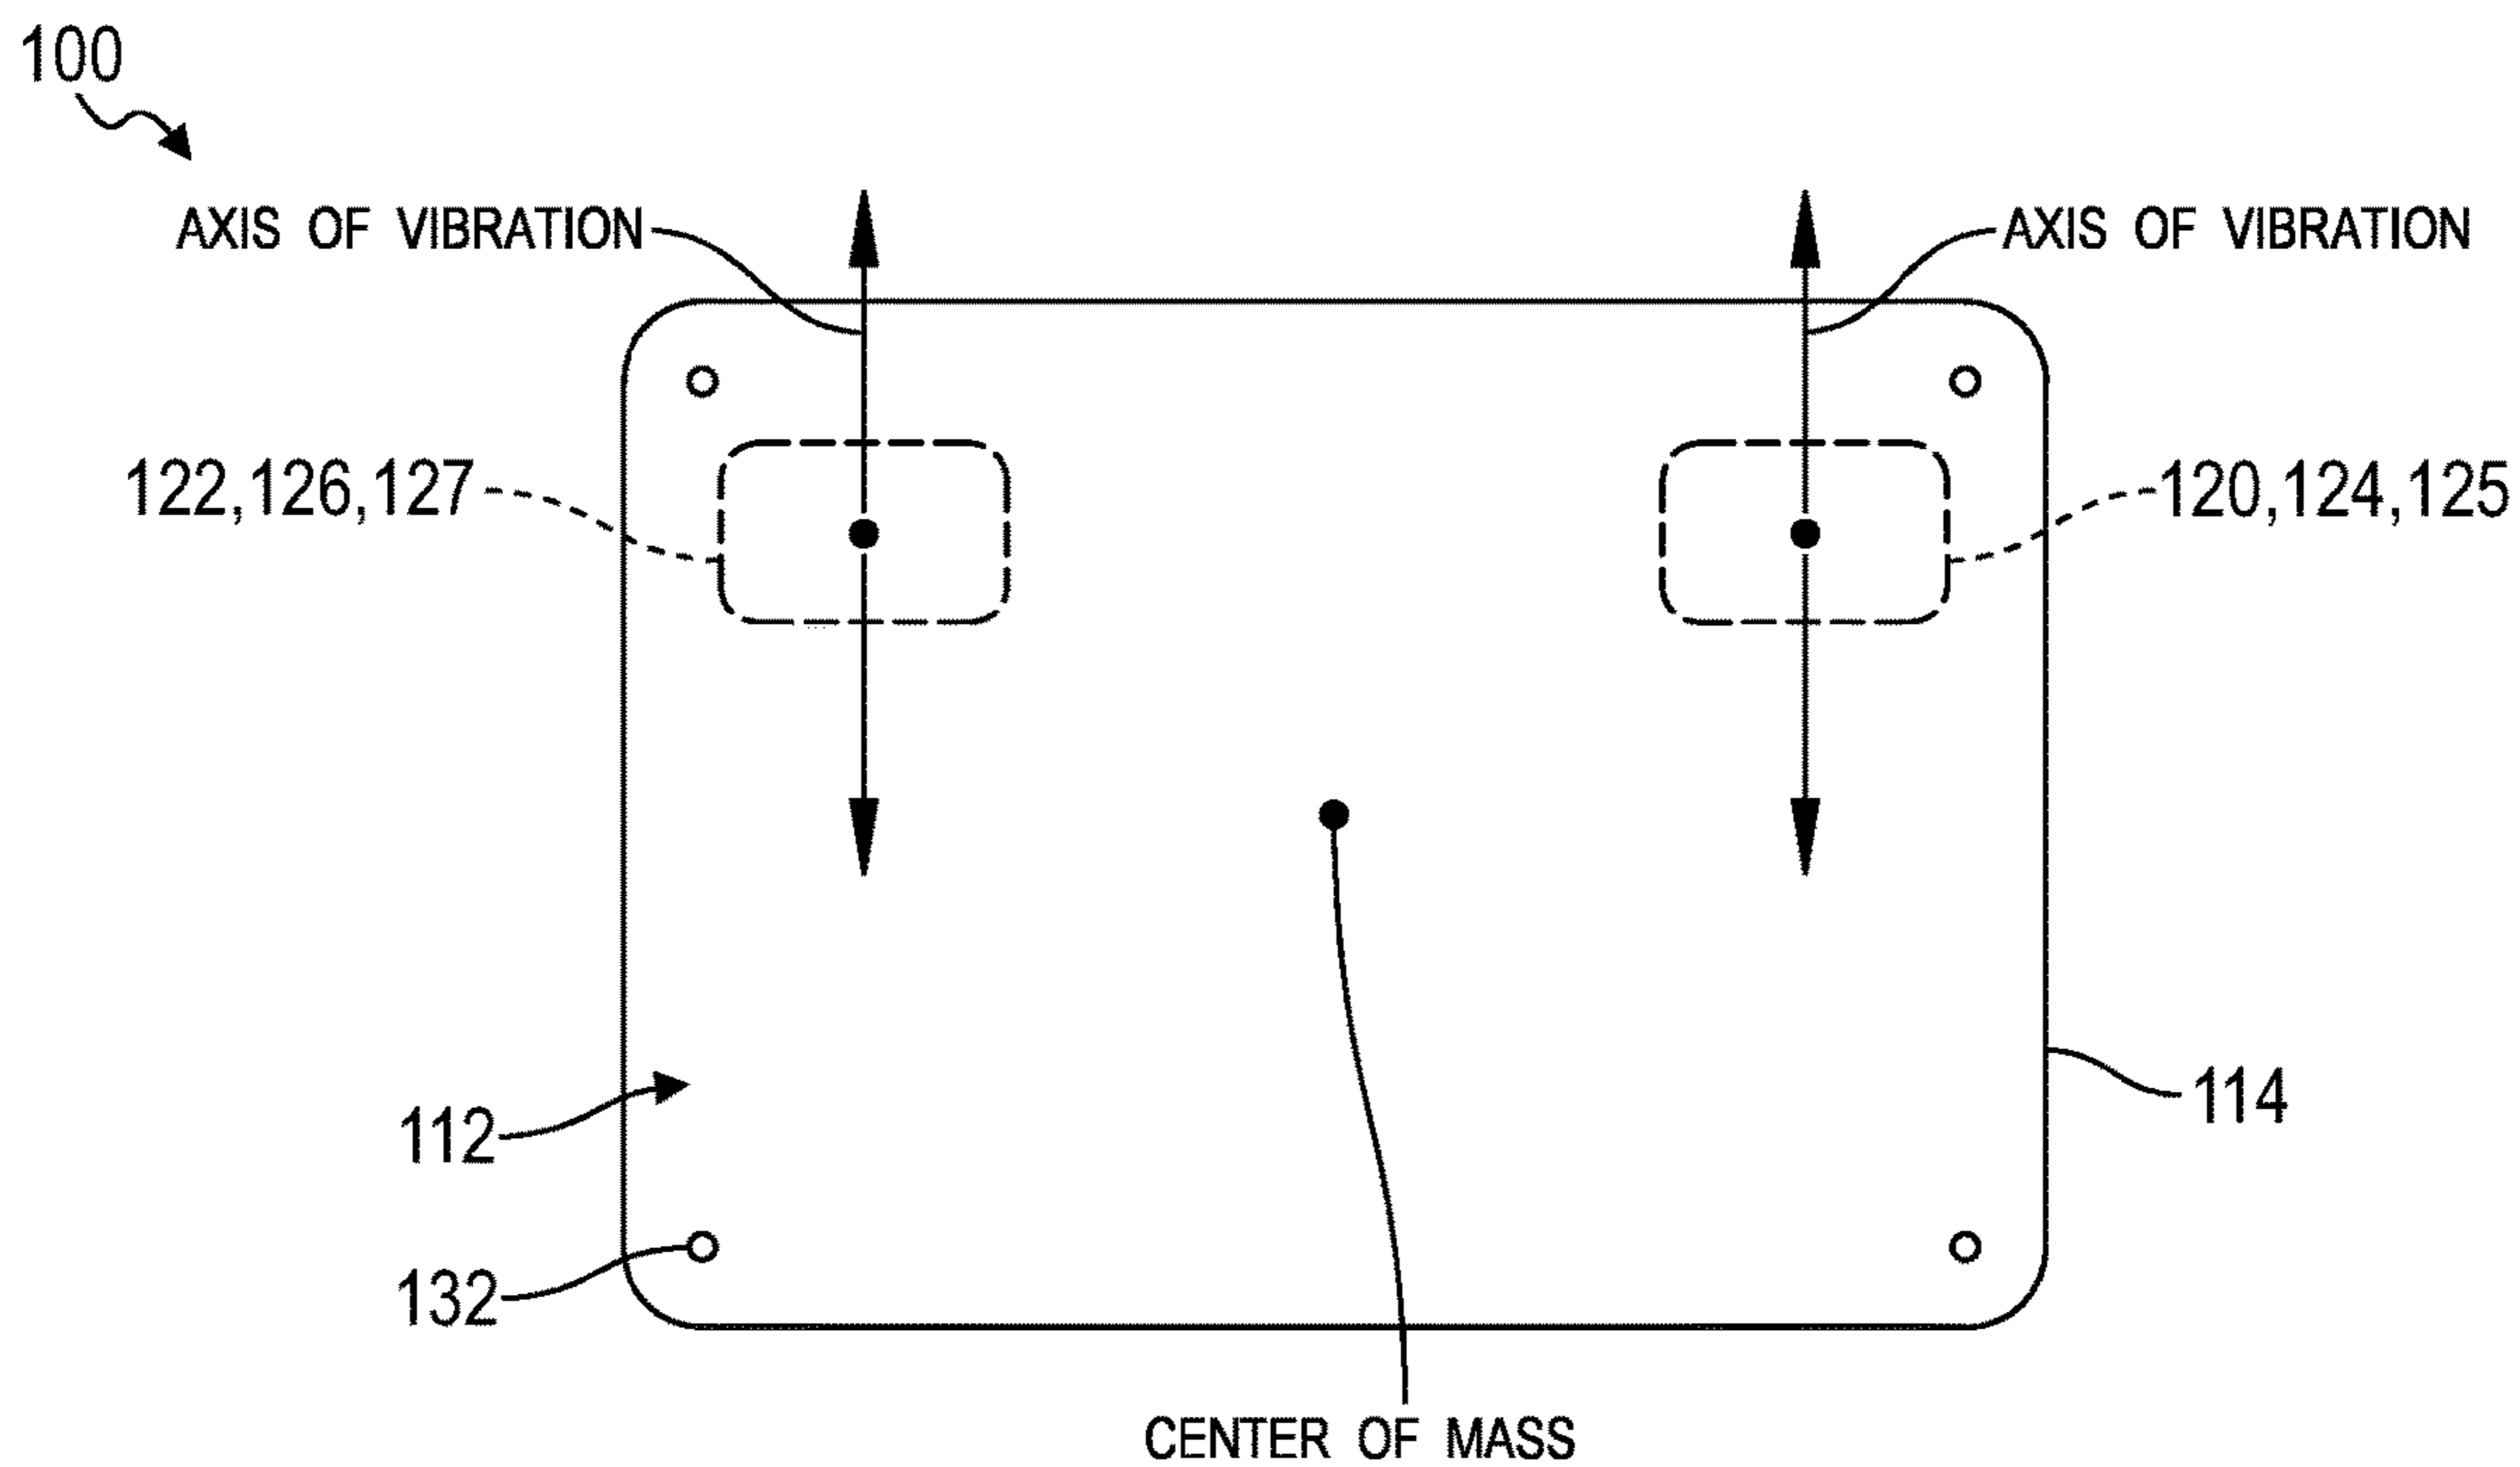 100
AXIS OF VIBRATION
AXIS OF VIBRATION
122,126,127
120,124,125
114
112
132
CENTER OF MASS